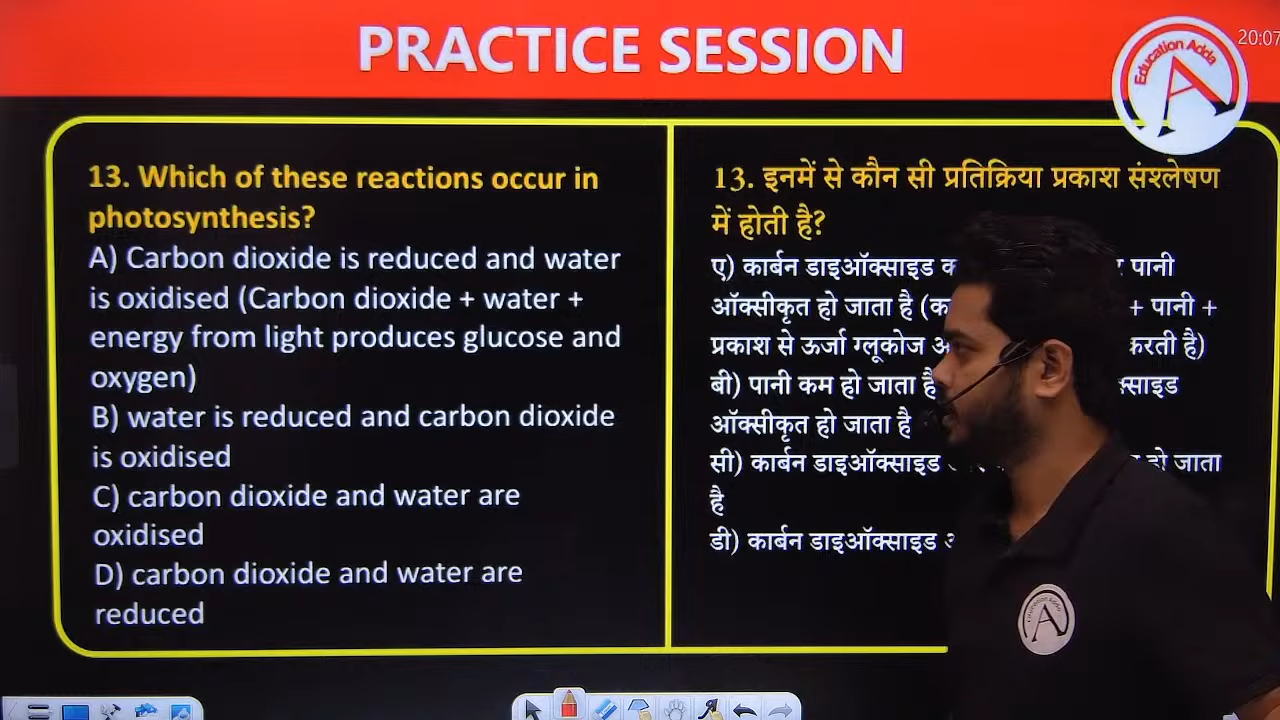 PRACTICE SESSION
20:07
Education Adda
A
13. Which of these reactions occur in
photosynthesis?
A) Carbon dioxide is reduced and water
is oxidised (Carbon dioxide + water +
energy from light produces glucose and
oxygen)
B) water is reduced and carbon dioxide
is oxidised
C) carbon dioxide and water are
oxidised
D) carbon dioxide and water are
reduced
13. इनमें से कौन सी प्रतिक्रिया प्रकाश संश्लेषण
में होती है?
ए) कार्बन डाइऑक्साइड पानी
ऑक्सीकृत हो जाता है ( + पानी +
प्रकाश से ऊर्जा ग्लूकोज करती है)
बी) पानी कम हो जाता है
ऑक्सीकृत हो जाता है
सी) कार्बन डाइऑक्साइड हो जाता
है
डी) कार्बन डाइऑक्साइड
Education Adda
A